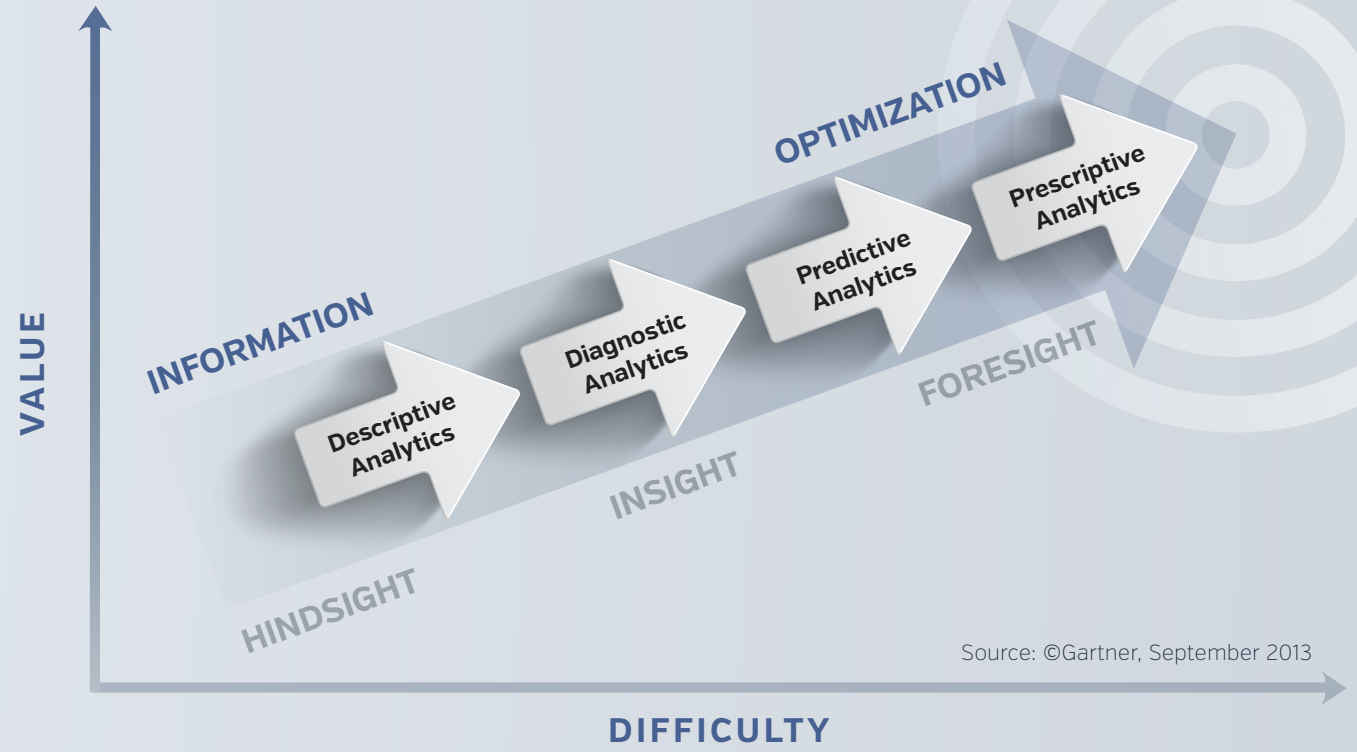 OPTIMIZATION
Prescriptive
Analytics
Predictive
Analytics
FORESIGHT
INFORMATION
Diagnostic
Analytics
INSIGHT
Descriptive
Analytics
HINDSIGHT
VALUE
Source: ©Gartner, September 2013
DIFFICULTY